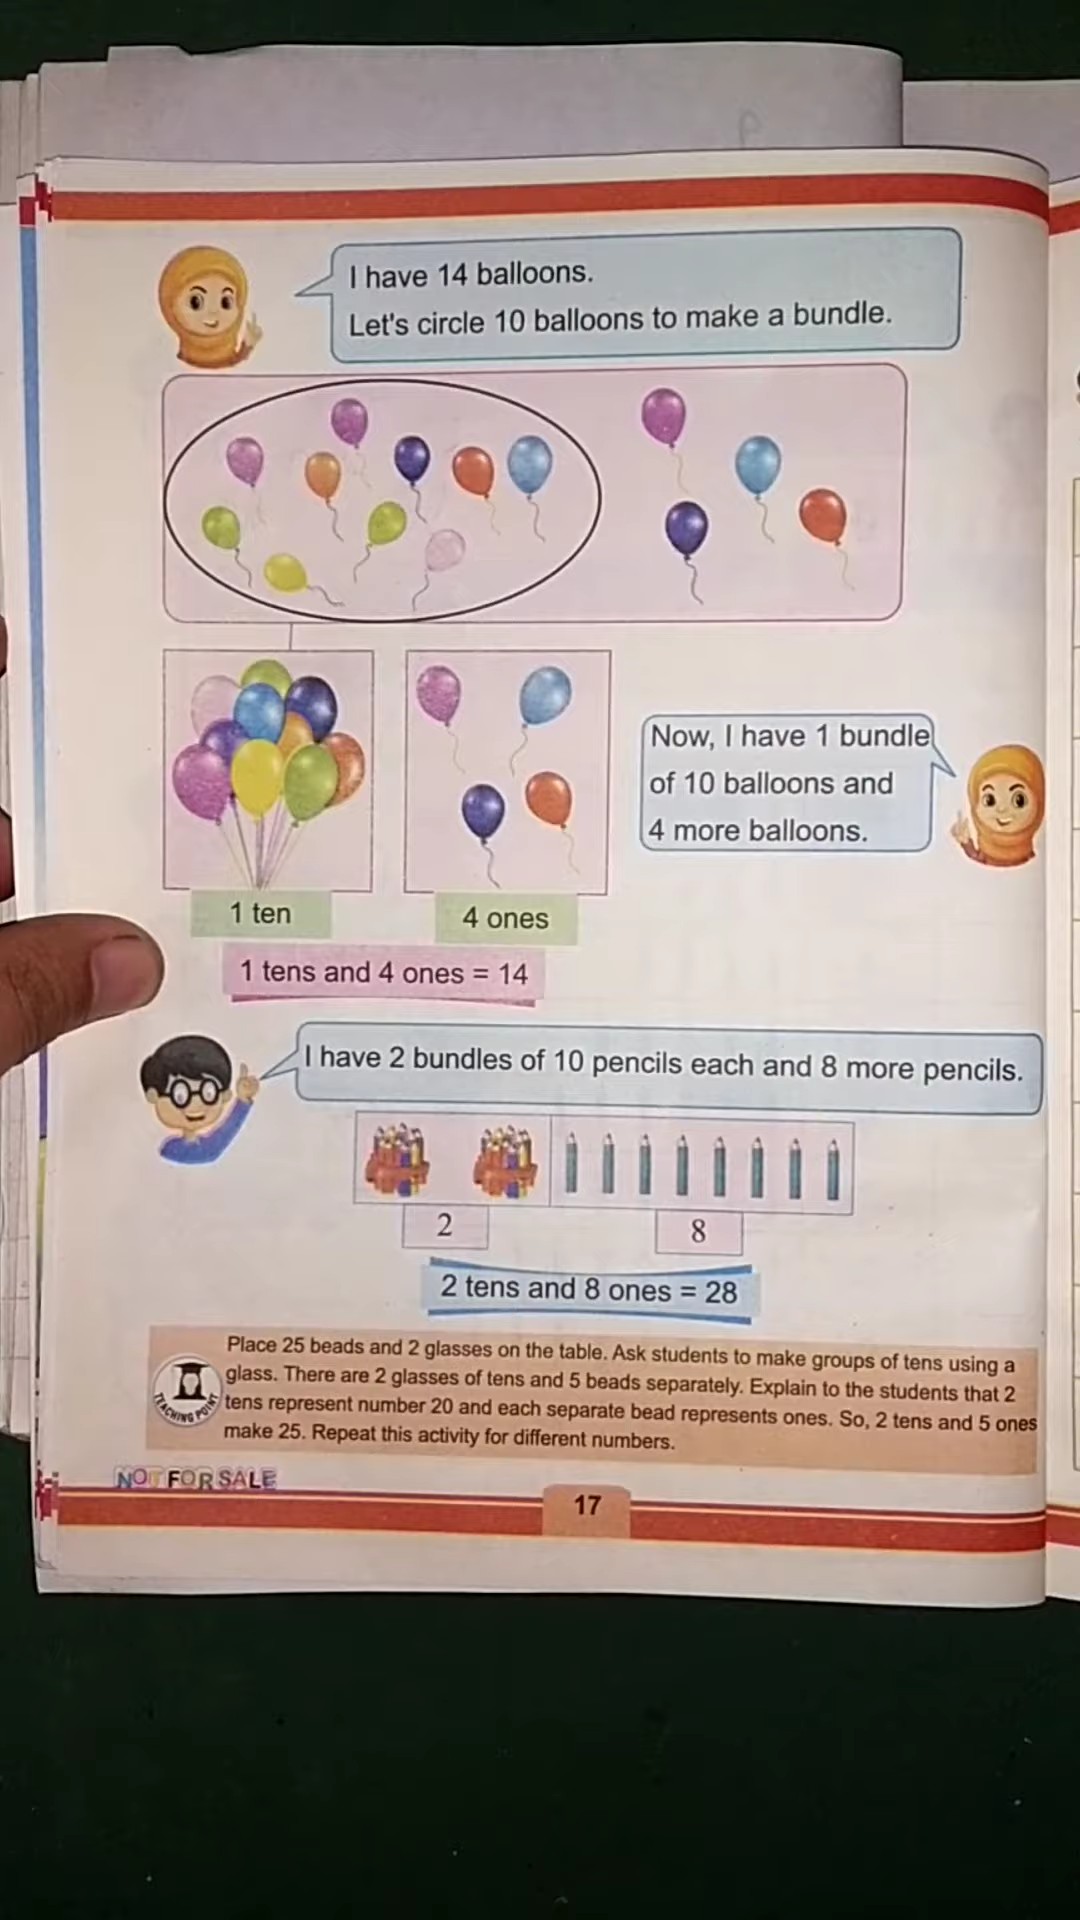 I have 14 balloons.
Let's circle 10 balloons to make a bundle.
Now, I have 1 bundle
of 10 balloons and
4 more balloons.
1 ten
4 ones
1 tens and 4 ones = 14
I have 2 bundles of 10 pencils each and 8 more pencils.
2
8
2 tens and 8 ones = 28
Place 25 beads and 2 glasses on the table. Ask students to make groups of tens using a
glass. There are 2 glasses of tens and 5 beads separately. Explain to the students that 2
tens represent number 20 and each separate bead represents ones. So, 2 tens and 5 ones
make 25. Repeat this activity for different numbers.
TEACHING POINT
NOT FOR SALE
17